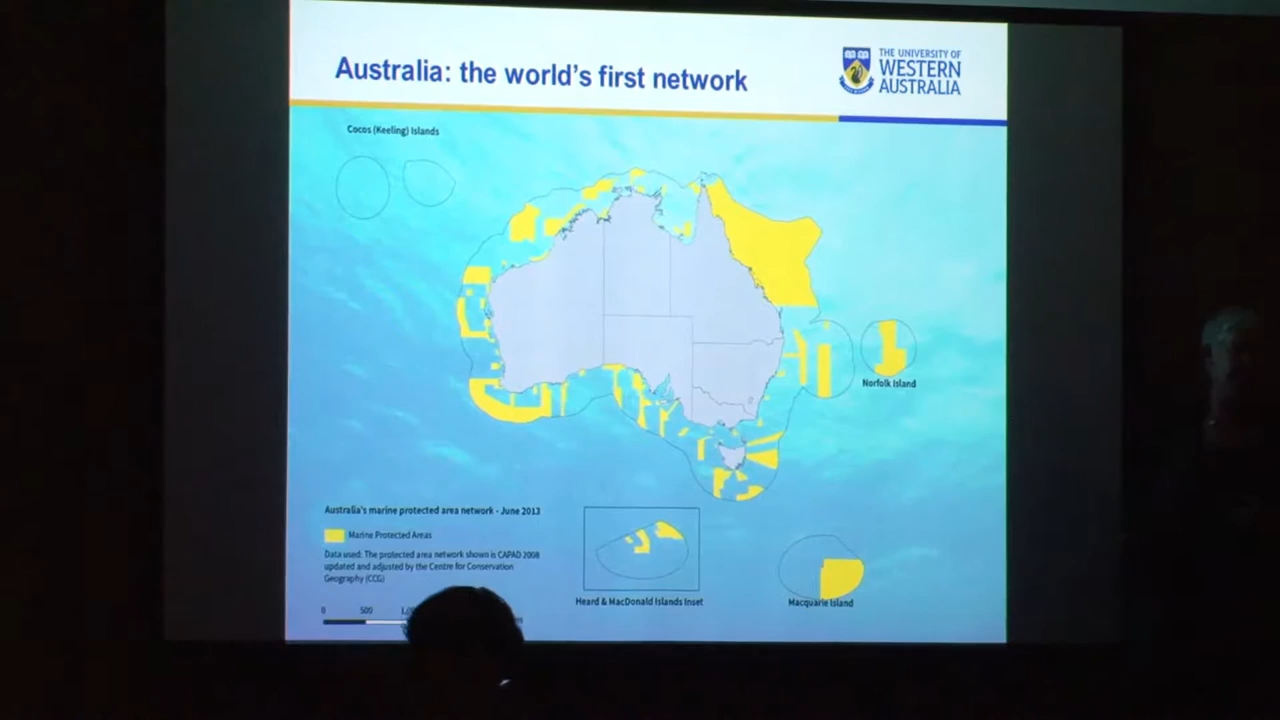 Australia: the world's first network
THE UNIVERSITY OF
WESTERN
AUSTRALIA
Cocos (Keeling) Islands
Norfolk Island
Australia's marine protected area network - June 2013
Marine Protected Areas
Data used: The protected area network shown is CAPAD 2008
updated and adjusted by the Centre for Conservation
Geography (CCG)
Heard & MacDonald Islands Inset
Macquarie Island
0 500